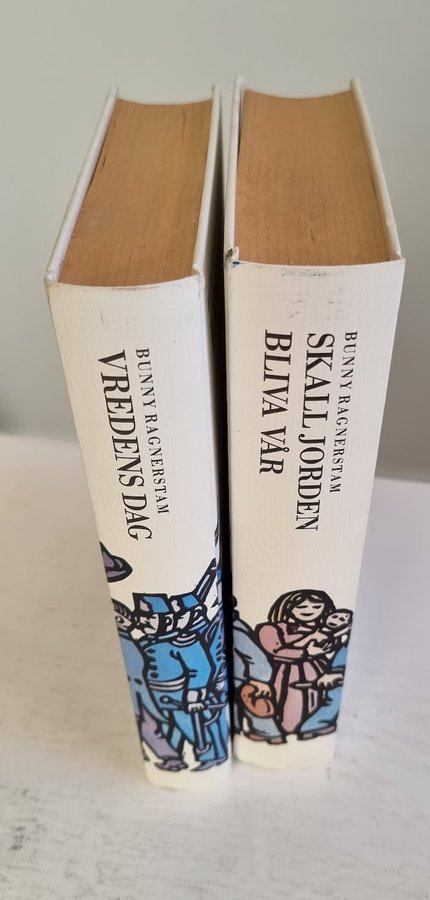 BUNNY RAGNERSTAM
VREDENS DAG
BUNNY RAGNERSTAM
SKALL JORDEN
BLIVA VÅR